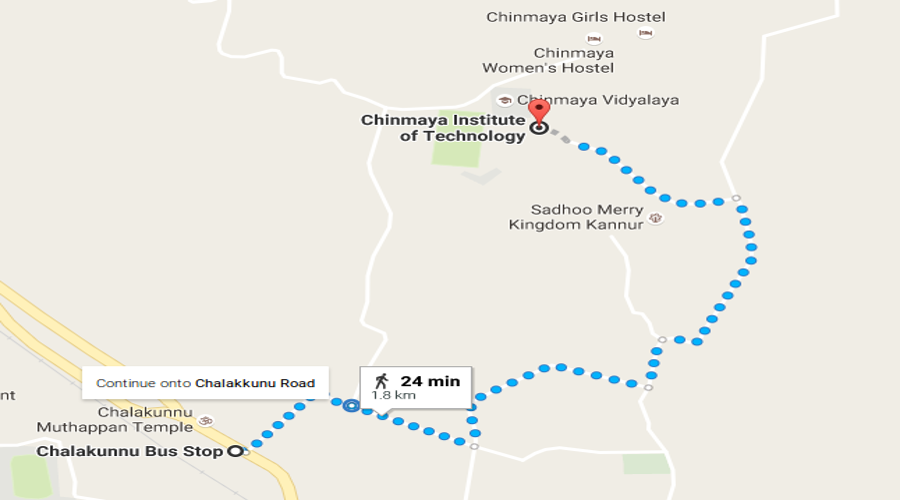 Chinmaya Girls Hostel
Chinmaya
Women's Hostel
Chinmaya Vidyalaya
Chinmaya Institute
of Technology
Sadhoo Merry
Kingdom Kannur
24 min
1.8 km
Continue onto Chalakkunu Road
nt
Chalakunnu
Muthappan Temple
Chalakunnu Bus Stop